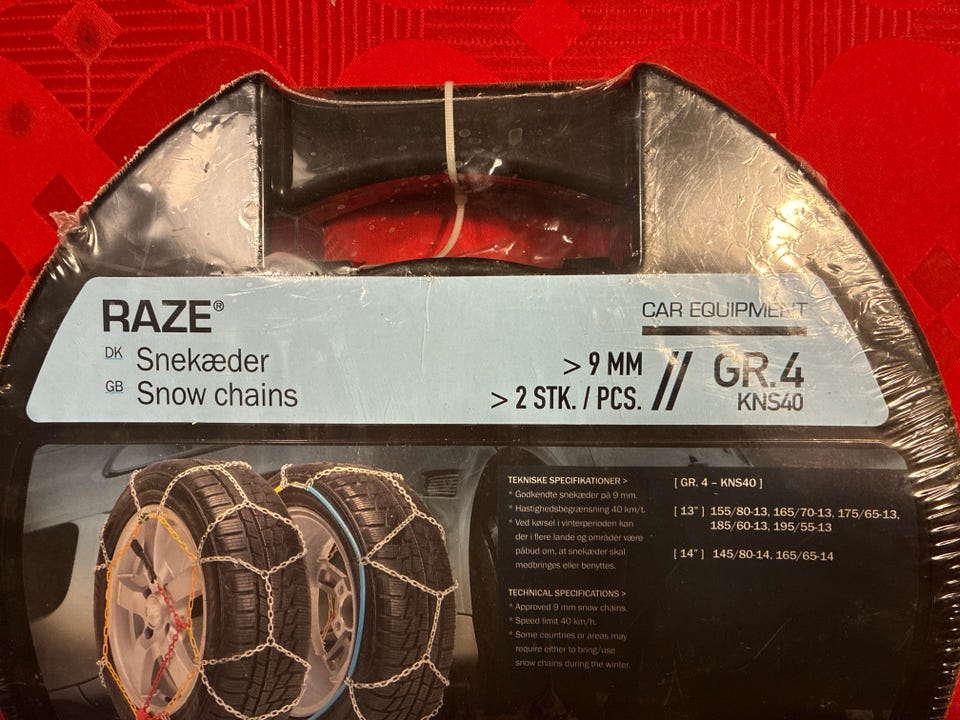 RAZE®
DK Snekæder
GB Snow chains
CAR EQUIPMENT
> 9 MM
> 2 STK. / PCS.
//
GR.4
KNS40
TEKNISKE SPECIFIKATIONER >
* Godkendte snekæder på 9 mm.
* Hastighedsbegrænsning 40 km/t.
* Ved kørsel i vinterperioden kan
der i flere lande og områder være
påbud om, at snekæder skal
medbringes eller benyttes.
TECHNICAL SPECIFICATIONS >
* Approved 9 mm snow chains.
* Speed limit 40 km/h.
* Some countries or areas may
require either to bring/use
snow chains during the winter.
[ GR. 4 – KNS40 ]
[ 13" ] 155/80-13, 165/70-13, 175/65-13,
185/60-13, 195/55-13
[ 14" ] 145/80-14, 165/65-14